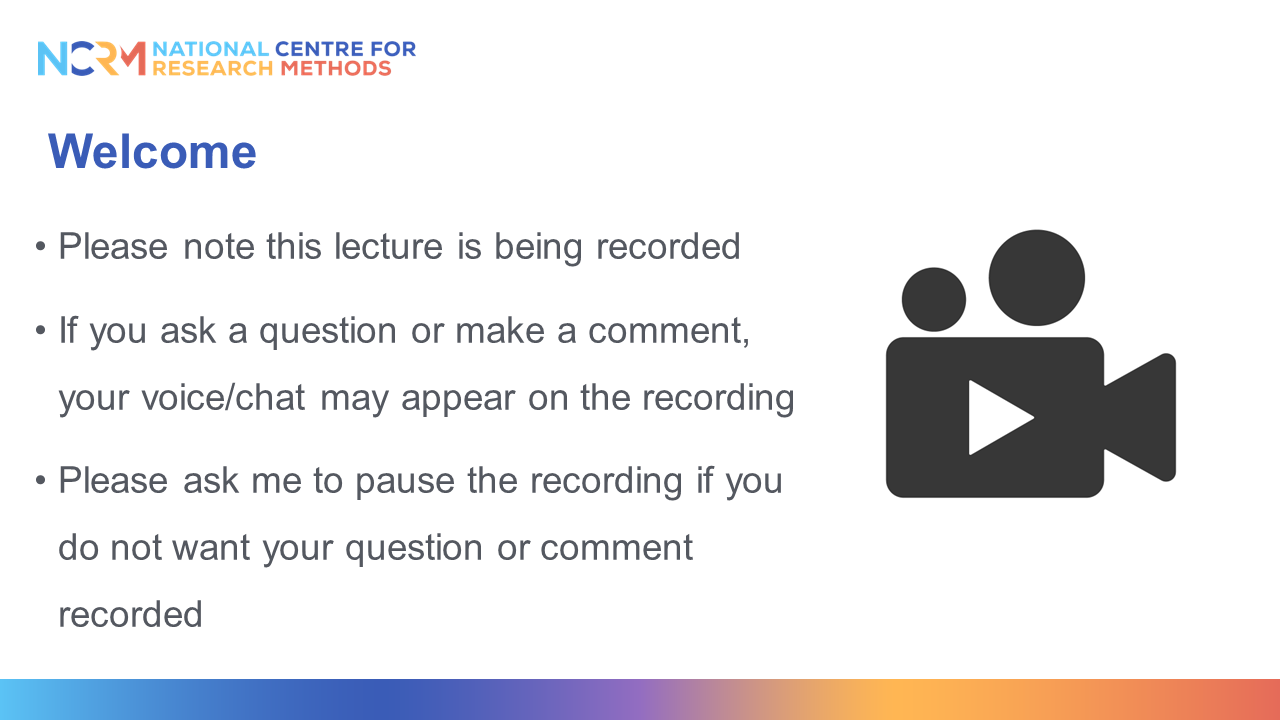 NCRM NATIONAL CENTRE FOR
RESEARCH METHODS
Welcome
• Please note this lecture is being recorded
• If you ask a question or make a comment,
your voice/chat may appear on the recording
• Please ask me to pause the recording if you
do not want your question or comment
recorded